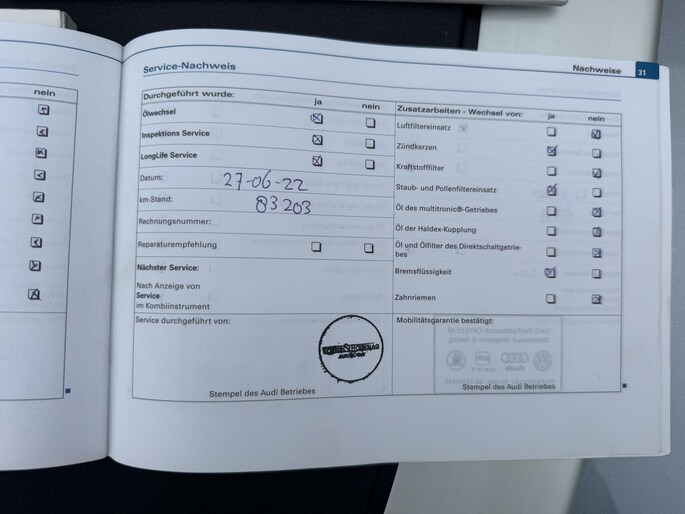 nein
Service-Nachweis
Nachweise 31
Durchgeführt wurde:
ja nein
Ölwechsel
Inspektions Service
LongLife Service
Datum: 27-06-22
km-Stand: 83203
Rechnungsnummer:
Reparaturempfehlung
Nächster Service:
Nach Anzeige von
Service
im Kombiinstrument
Service durchgeführt von:
Stempel des Audi Betriebes
Zusatzarbeiten - Wechsel von:
ja nein
Luftfiltereinsatz
Zündkerzen
Kraftstofffilter
Staub- und Pollenfiltereinsatz
Öl des multitronic®-Getriebes
Öl der Haldex-Kupplung
Öl und Ölfilter des Direktschaltgetrie-
bes
Bremsflüssigkeit
Zahnriemen
Mobilitätsgarantie bestätigt:
Stempel des Audi Betriebes